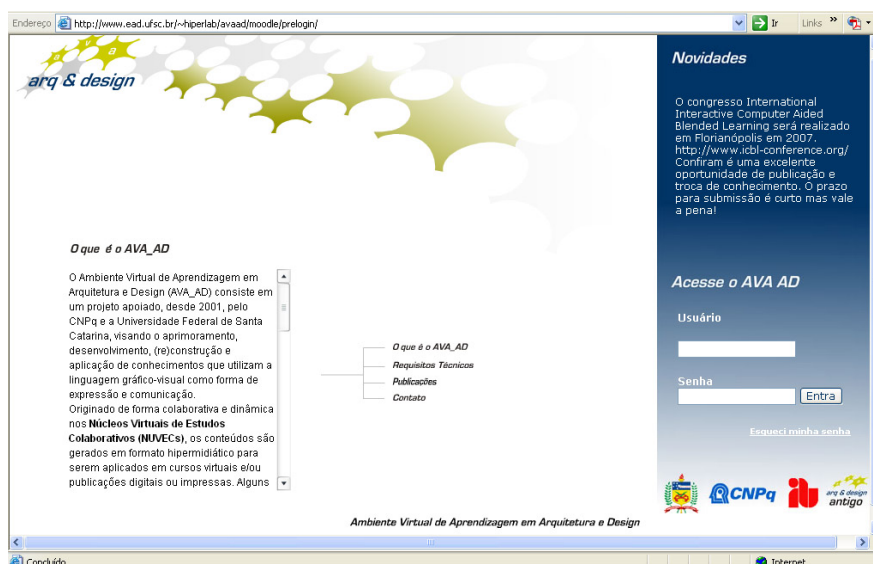 Endereço http://www.ead.ufsc.br/~hiperlab/avaad/moodle/prelogin/ Ir Links »
a v a
arq & design
Novidades
O congresso International
Interactive Computer Aided
Blended Learning será realizado
em Florianópolis em 2007.
http://www.icbl-conference.org/
Confiram é uma excelente
oportunidade de publicação e
troca de conhecimento. O prazo
para submissão é curto mas vale
a pena!
O que é o AVA_AD
O Ambiente Virtual de Aprendizagem em
Arquitetura e Design (AVA_AD) consiste em
um projeto apoiado, desde 2001, pelo
CNPq e a Universidade Federal de Santa
Catarina, visando o aprimoramento,
desenvolvimento, (re)construção e
aplicação de conhecimentos que utilizam a
linguagem gráfico-visual como forma de
expressão e comunicação.
Originado de forma colaborativa e dinâmica
nos Núcleos Virtuais de Estudos
Colaborativos (NUVECs), os conteúdos são
gerados em formato hipermidiático para
serem aplicados em cursos virtuais e/ou
publicações digitais ou impressas. Alguns
O que é o AVA_AD
Requisitos Técnicos
Publicações
Contato
Acesse o AVA AD
Usuário
Senha
Entra
Esqueci minha senha
CNPq
arq & design
antigo
Ambiente Virtual de Aprendizagem em Arquitetura e Design
Concluído Internet